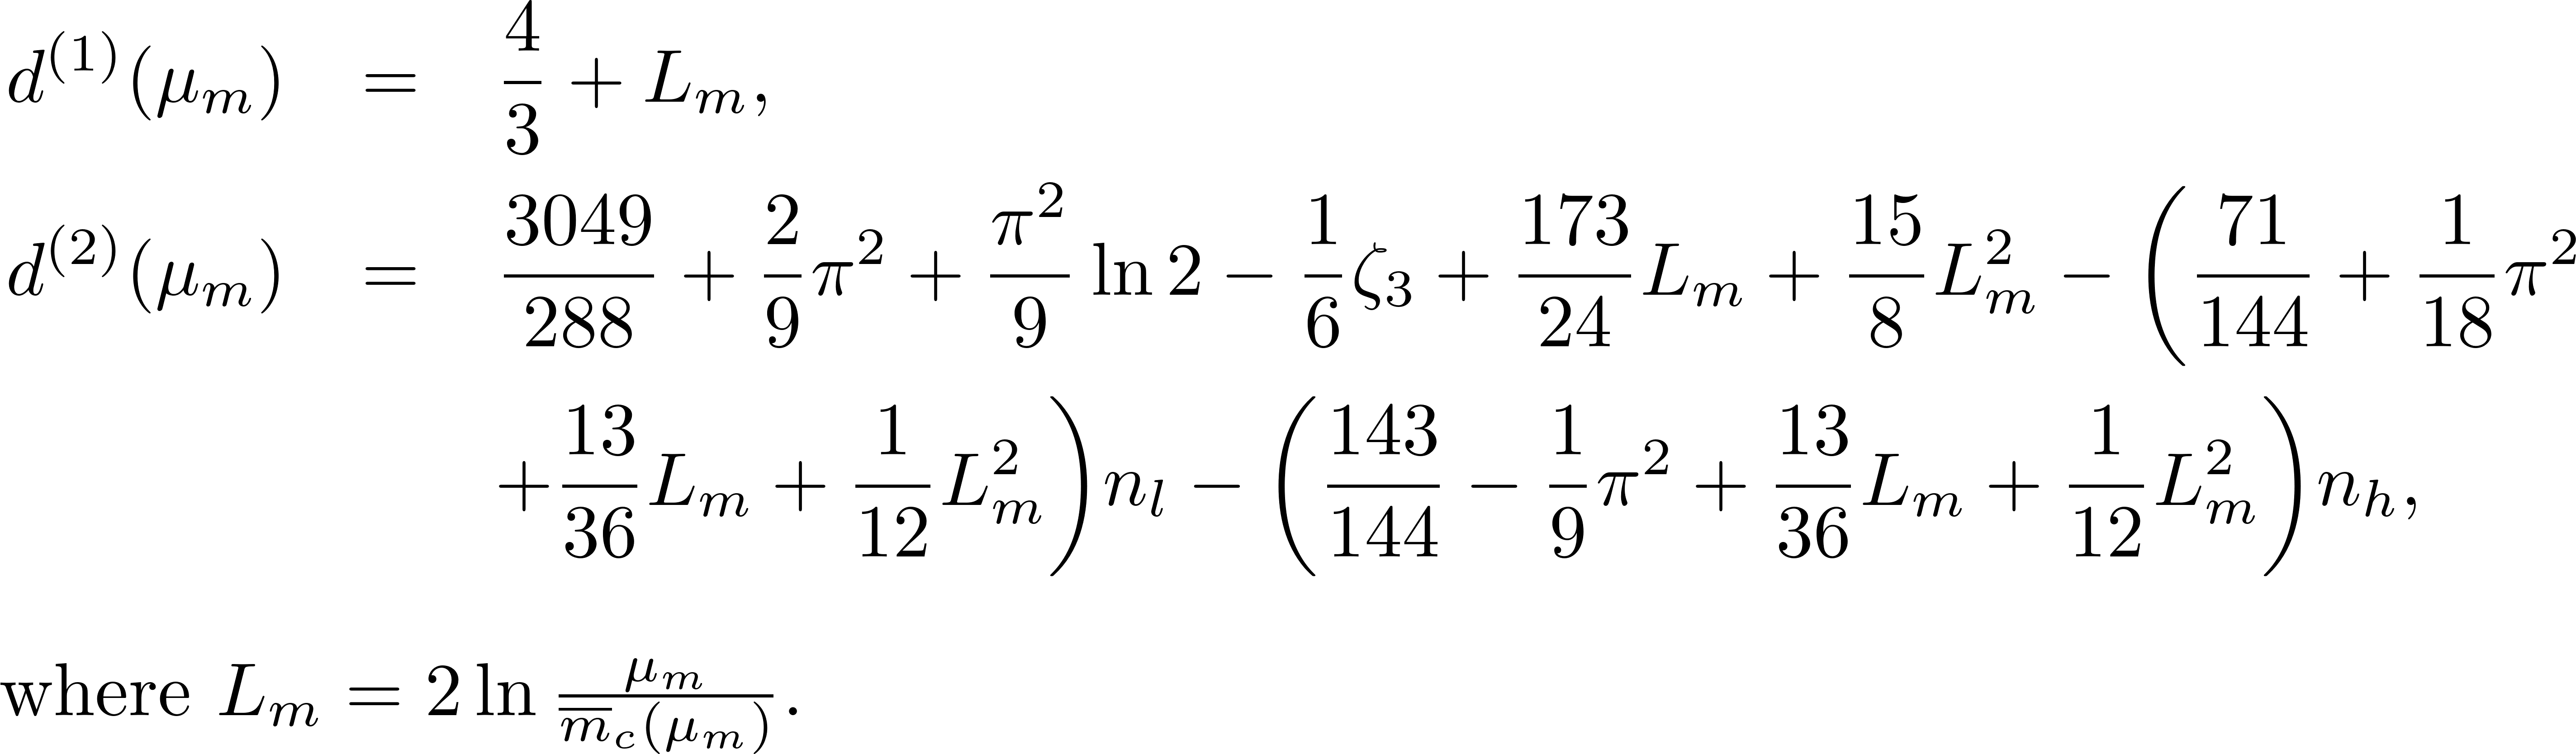 d^{(1)}(\mu_m) = \frac{4}{3} + L_m,
d^{(2)}(\mu_m) = \frac{3049}{288} + \frac{2}{9}\pi^2 + \frac{\pi^2}{9} \ln 2 - \frac{1}{6}\zeta_3 + \frac{173}{24}L_m + \frac{15}{8}L_m^2 - \left( \frac{71}{144} + \frac{1}{18}\pi^2
+ \frac{13}{36}L_m + \frac{1}{12}L_m^2 \right) n_l - \left( \frac{143}{144} - \frac{1}{9}\pi^2 + \frac{13}{36}L_m + \frac{1}{12}L_m^2 \right) n_h,
where L_m = 2 \ln \frac{\mu_m}{\overline{m}_c(\mu_m)}.